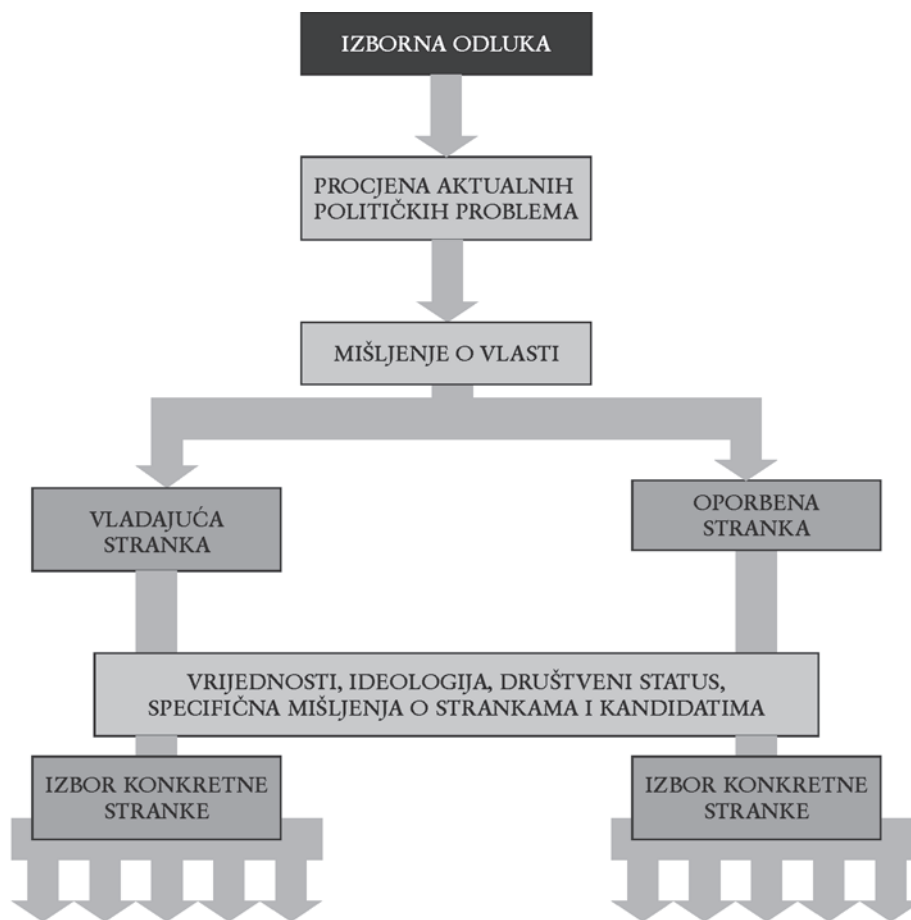 IZBORNA ODLUKA
PROCJENA AKTUALNIH
POLITIČKIH PROBLEMA
MIŠLJENJE O VLASTI
VLADAJUĆA
STRANKA
OPORBENA
STRANKA
VRIJEDNOSTI, IDEOLOGIJA, DRUŠTVENI STATUS,
SPECIFIČNA MIŠLJENJA O STRANKAMA I KANDIDATIMA
IZBOR KONKRETNE
STRANKE
IZBOR KONKRETNE
STRANKE